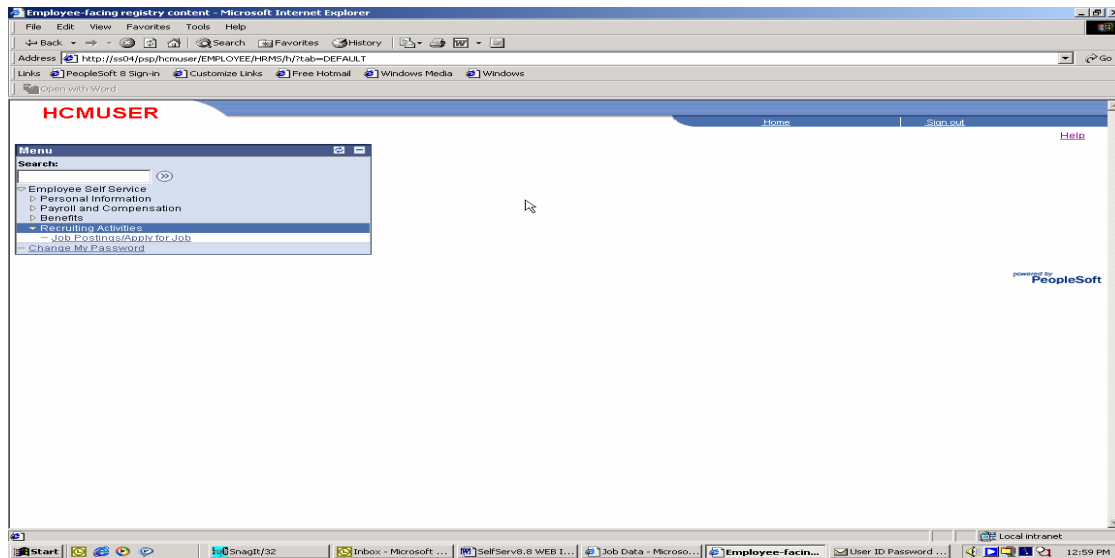 Employee-facing registry content - Microsoft Internet Explorer
File Edit View Favorites Tools Help
Back Search Favorites History
Address http://ss04/psp/hcmuser/EMPLOYEE/HRMS/h/?tab=DEFAULT Go
Links PeopleSoft 8 Sign-in Customize Links Free Hotmail Windows Media Windows
Open with Word
HCMUSER
Home Sign out
Help
Menu
Search:
Employee Self Service
Personal Information
Payroll and Compensation
Benefits
Recruiting Activities
Job Postings/Apply for Job
Change My Password
powered by
PeopleSoft
Local intranet
Start SnagIt/32 Inbox - Microsoft ... SelfServ8.8 WEB I... Job Data - Microso... Employee-facin... User ID Password ... 12:59 PM